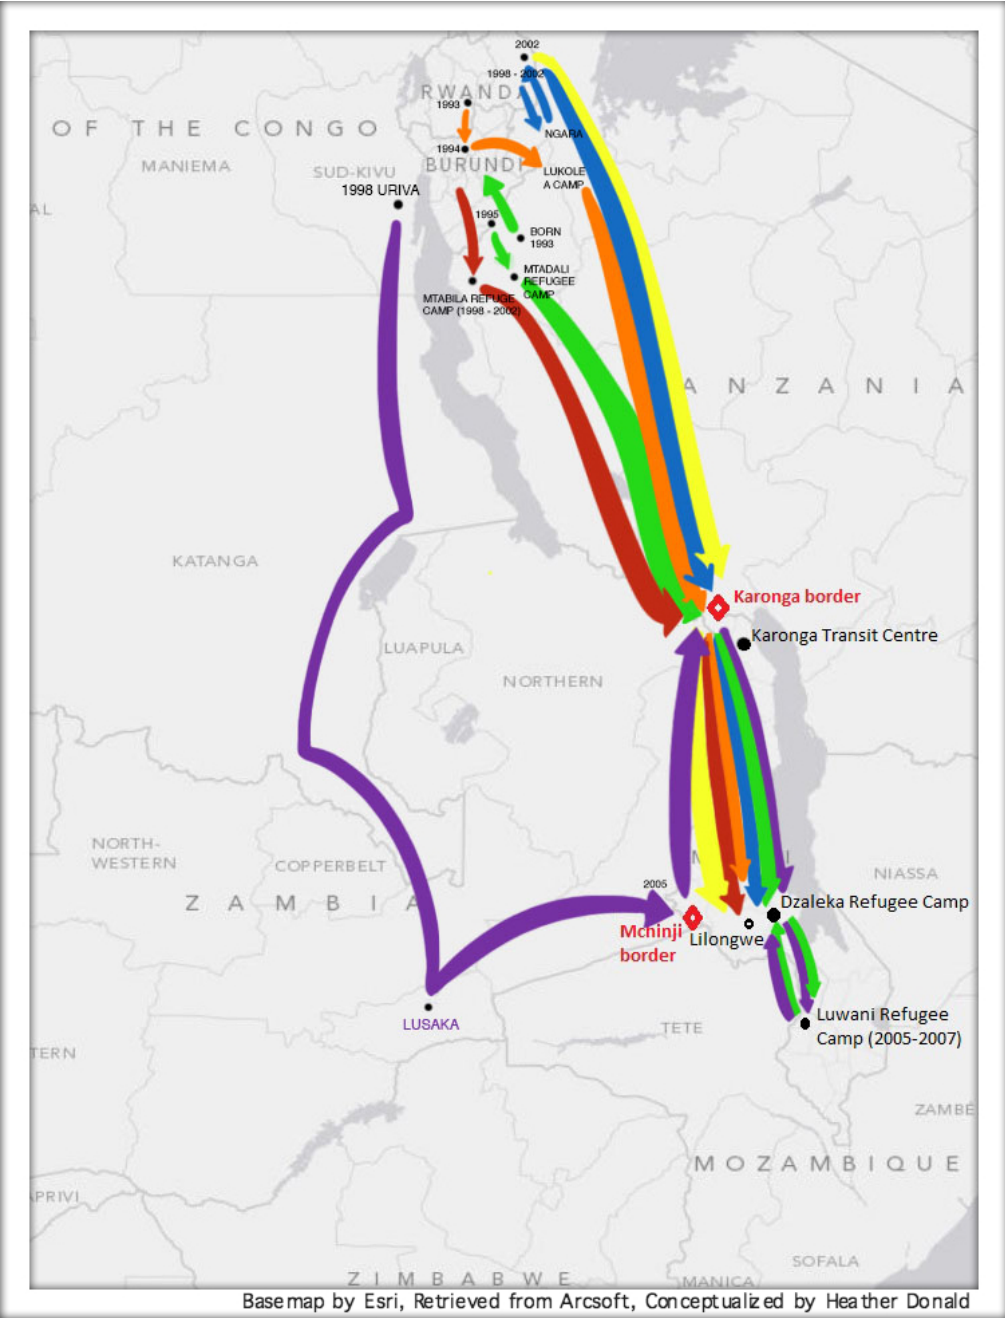 2002
1998 - 2002
RWANDA
1993
OF THE CONGO
NGARA
1994
MANIEMA
BURUNDI
SUD-KIVU
LUKOLE
A CAMP
1998 URIVA
AL
1995
BORN
1993
MTADALI
REFUGEE
CAMP
MTABILA REFUGE
CAMP (1998 - 2002)
ANZANIA
KATANGA
Karonga border
Karonga Transit Centre
LUAPULA
NORTHERN
NORTH-
WESTERN
COPPERBELT
M I
NIASSA
2005
ZAMBIA
Dzaleka Refugee Camp
Mchinji
border
Lilongwe
LUSAKA
TETE
Luwani Refugee
Camp (2005-2007)
TERN
ZAMBE
MOZAMBIQUE
APRIVI
SOFALA
ZIMBABWE
MANICA
Basemap by Esri, Retrieved from Arcsoft, Conceptualized by Heather Donald